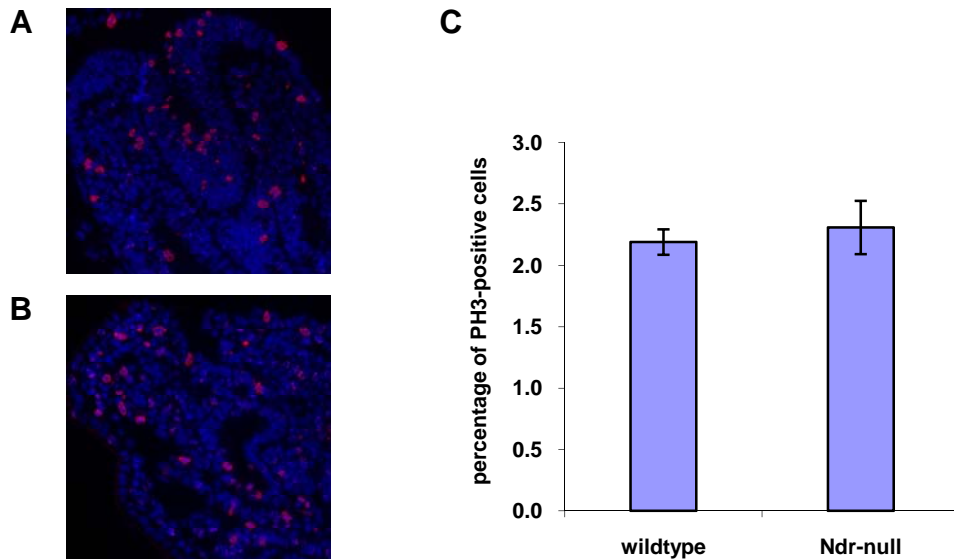 A
B
C
percentage of PH3-positive cells
3.0
2.5
2.0
1.5
1.0
0.5
0.0
wildtype
Ndr-null